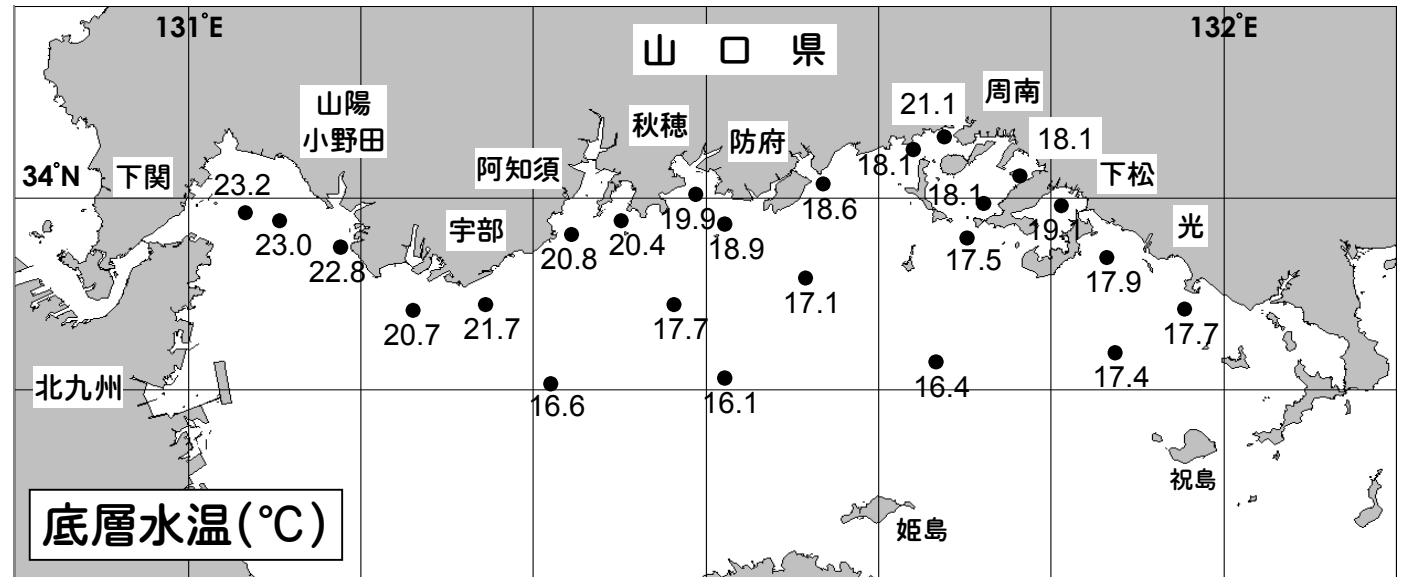 131°E
132°E
山 口 県
山陽
小野田
秋穂
防府
21.1
周南
18.1
阿知須
18.1
下松
34°N
下関
23.2
18.1
19.9
18.6
19.1
光
宇部
23.0
22.8
20.8
20.4
18.9
17.5
17.9
20.7
21.7
17.7
17.1
17.7
17.4
北九州
16.6
16.1
16.4
祝島
姫島
底層水温(℃)